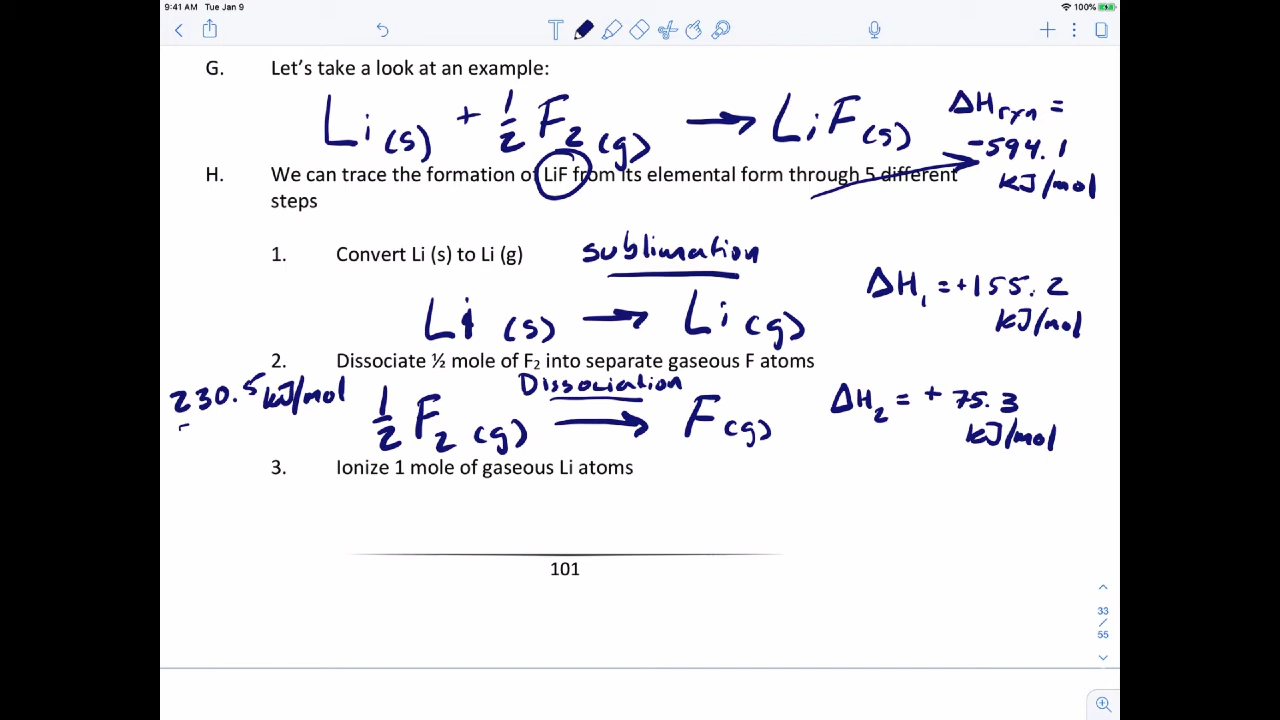 9:41 AM Tue Jan 9 100%
T
G. Let’s take a look at an example:
Li(s) + 1/2 F2(g) → LiF(s) ΔHrxn =
-594.1
kJ/mol
H. We can trace the formation of LiF from its elemental form through 5 different
steps
1. Convert Li (s) to Li (g) sublimation
Li (s) → Li(g) ΔH1 = +155.2
kJ/mol
2. Dissociate ½ mole of F2 into separate gaseous F atoms
230.5 kJ/mol Dissociation
1/2 F2 (g) → F(g) ΔH2 = + 75.3
kJ/mol
3. Ionize 1 mole of gaseous Li atoms
101
33
/
55